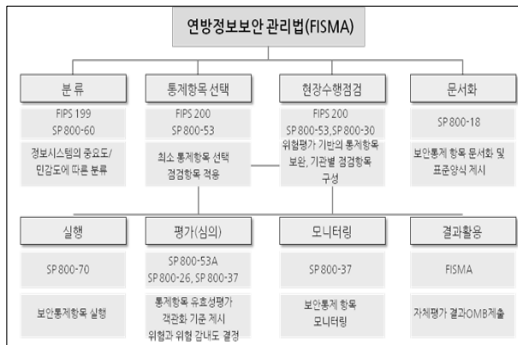 연방정보보안 관리법(FISMA)
분 류
FIPS 199
SP 800-60
정보시스템의 중요도/
민감도에 따른 분류
통제항목 선택
FIPS 200
SP 800-53
최소 통제항목 선택
점검항목 적용
현장수행점검
FIPS 200
SP 800-53,SP 800-30
위험평가 기반의 통제항목
보완, 기관별 점검항목
구성
문서화
SP 800-18
보안통제 항목 문서화 및
표준양식 제시
실행
SP 800-70
보안통제항목 실행
평가(심의)
SP 800-53A
SP 800-26, SP 800-37
통제항목 유효성평가
객관화 기준 제시
위험과 위험 감내도 결정
모니터링
SP 800-37
보안통제 항목
모니터링
결과활용
FISMA
자체평가 결과OMB제출